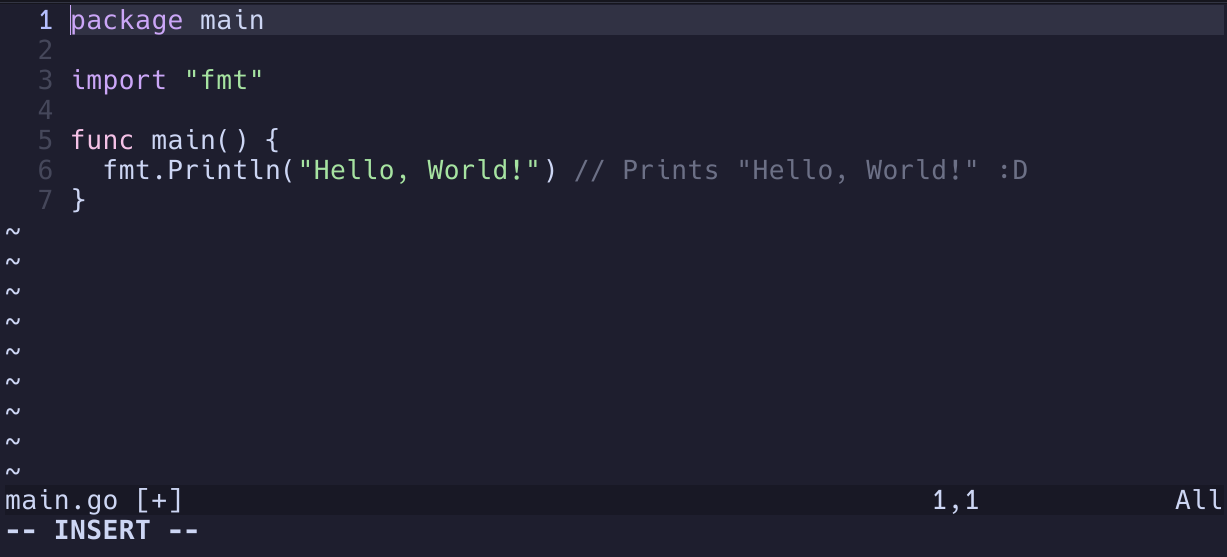 1 package main
2
3 import "fmt"
4
5 func main() {
6   fmt.Println("Hello, World!") // Prints "Hello, World!" :D
7 }
~
~
~
~
~
~
~
~
~
main.go [+] 1,1 All
-- INSERT --